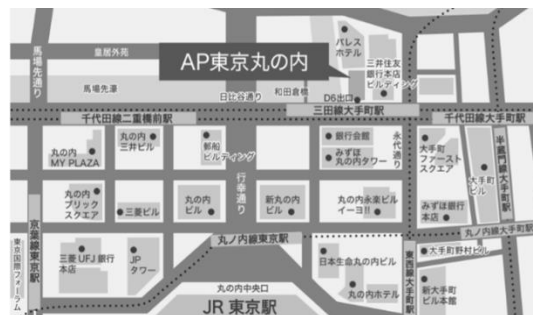 馬場先通り
皇居外苑
AP東京丸の内
パレス
ホテル
三井住友
銀行本店
ビルディング
馬場先濠
日比谷通り
和田倉橋
D6出口
千代田線二重橋前駅
三田線大手町駅
千代田線大手町駅
丸の内
MY PLAZA
丸の内
三井ビル
郵船
ビルディング
行幸通り
銀行会館
みずほ
丸の内タワー
永代通り
大手町
ファースト
スクエア
大手町
ビル
半蔵門線大手町駅
丸の内
ブリック
スクエア
三菱ビル
丸の内
ビル
新丸の内
ビル
丸の内永楽ビル
イーヨ!!
みずほ銀行
本店
京葉線東京駅
丸ノ内線東京駅
丸ノ内線大手町駅
東京国際フォーラム
三菱 UFJ 銀行
本店
JP
タワー
日本生命丸の内ビル
東西線大手町駅
大手町野村ビル
丸の内中央口
丸の内ホテル
新大手町
ビル本館
JR 東京駅